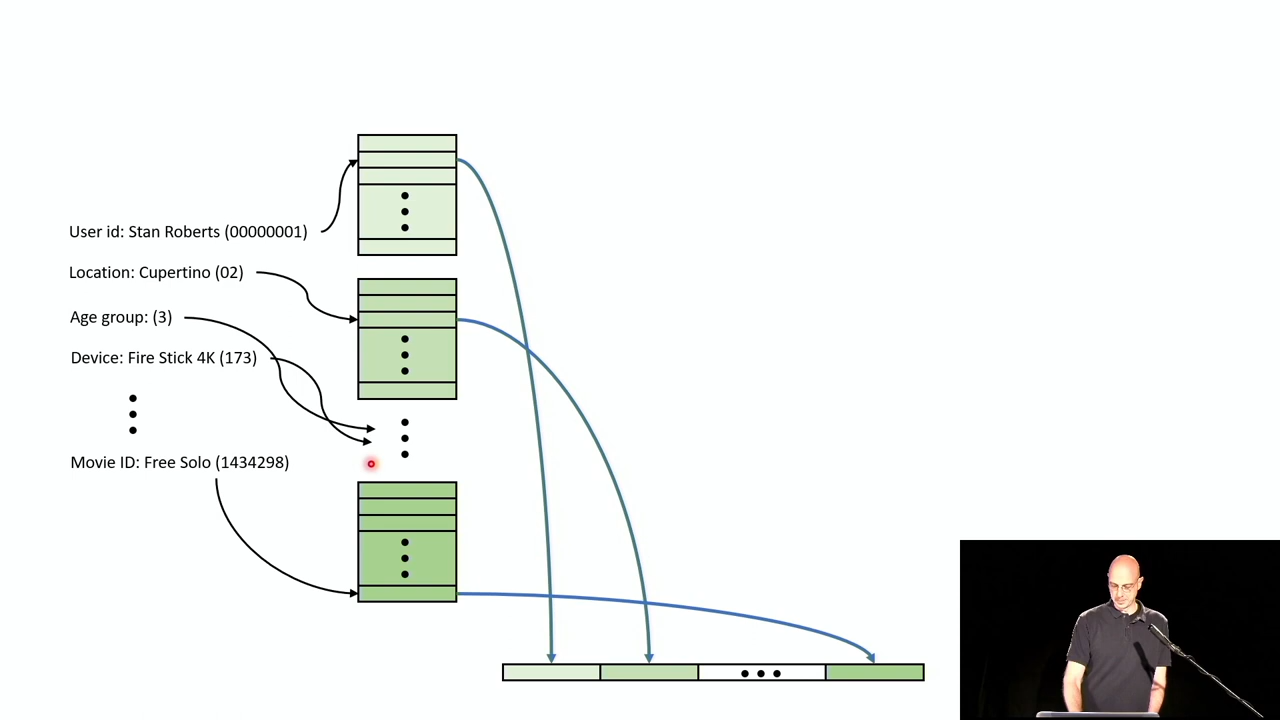 User id: Stan Roberts (00000001)
Location: Cupertino (02)
Age group: (3)
Device: Fire Stick 4K (173)
Movie ID: Free Solo (1434298)